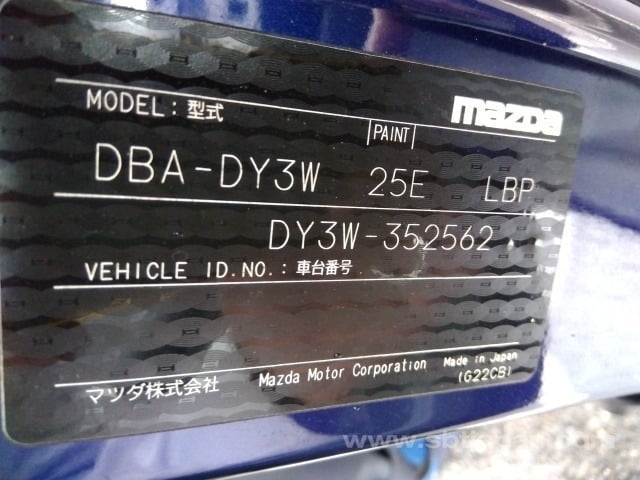 mazda
MODEL: 型式
PAINT
DBA-DY3W 25E LBP
DY3W-352562
VEHICLE ID.NO.: 車台番号
マツダ株式会社 Mazda Motor Corporation Made in Japan
(G22CB)